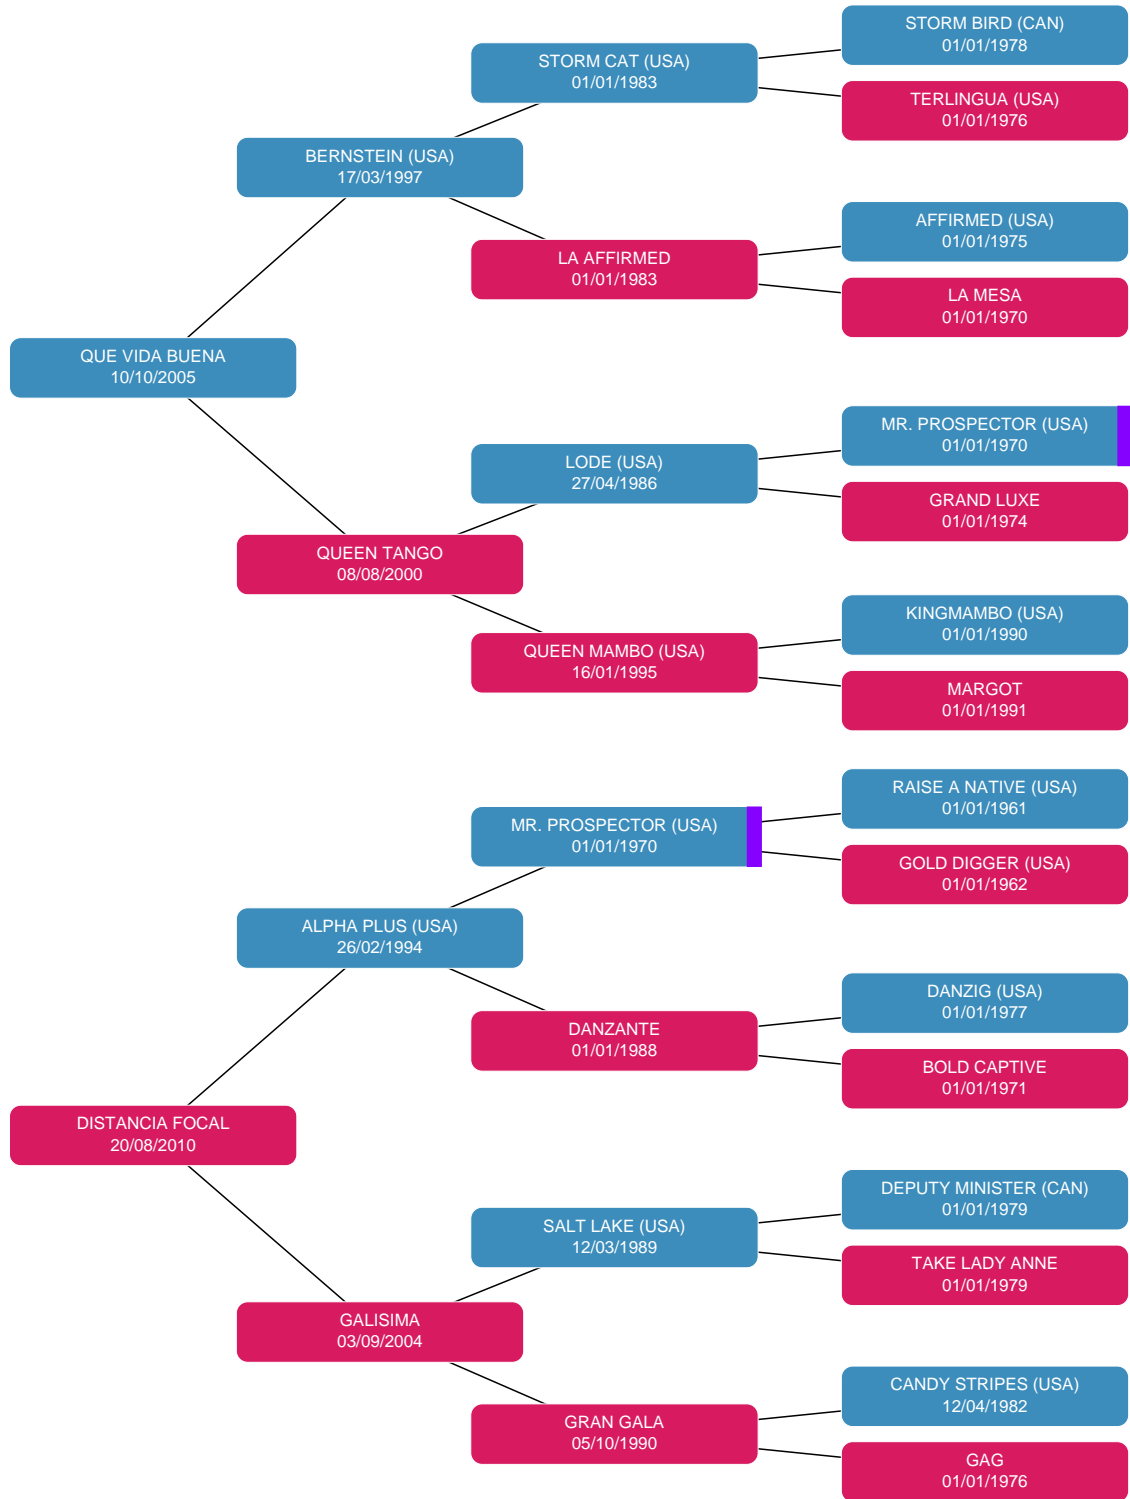 STORM BIRD (CAN)
01/01/1978
STORM CAT (USA)
01/01/1983
TERLINGUA (USA)
01/01/1976
BERNSTEIN (USA)
17/03/1997
AFFIRMED (USA)
01/01/1975
LA AFFIRMED
01/01/1983
LA MESA
01/01/1970
QUE VIDA BUENA
10/10/2005
MR. PROSPECTOR (USA)
01/01/1970
LODE (USA)
27/04/1986
GRAND LUXE
01/01/1974
QUEEN TANGO
08/08/2000
KINGMAMBO (USA)
01/01/1990
QUEEN MAMBO (USA)
16/01/1995
MARGOT
01/01/1991
RAISE A NATIVE (USA)
01/01/1961
MR. PROSPECTOR (USA)
01/01/1970
GOLD DIGGER (USA)
01/01/1962
ALPHA PLUS (USA)
26/02/1994
DANZIG (USA)
01/01/1977
DANZANTE
01/01/1988
BOLD CAPTIVE
01/01/1971
DISTANCIA FOCAL
20/08/2010
DEPUTY MINISTER (CAN)
01/01/1979
SALT LAKE (USA)
12/03/1989
TAKE LADY ANNE
01/01/1979
GALISIMA
03/09/2004
CANDY STRIPES (USA)
12/04/1982
GRAN GALA
05/10/1990
GAG
01/01/1976